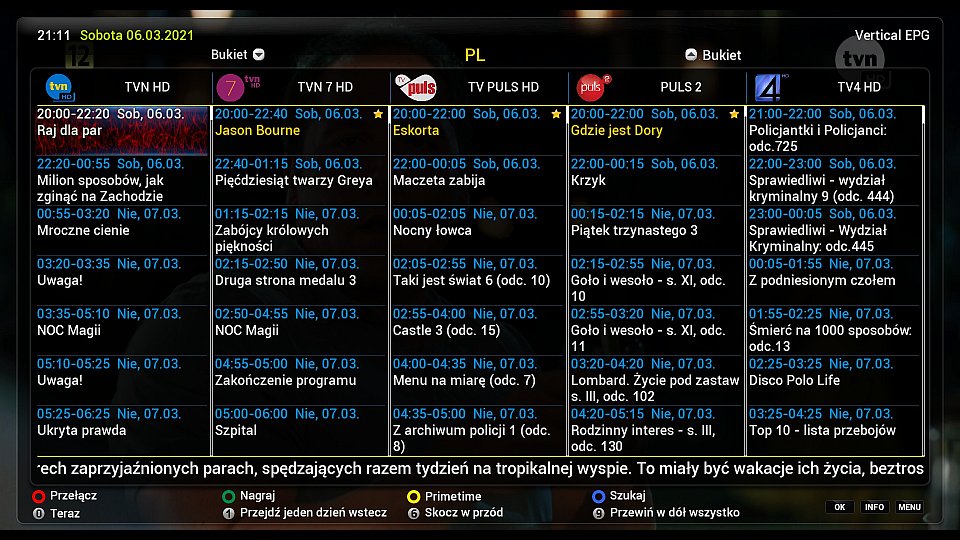 21:11 Sobota 06.03.2021
Vertical EPG
12
Bukiet
PL
Bukiet
tvn
HD
tvn HD
TVN HD
7 tvn HD
TVN 7 HD
TV puls
TV PULS HD
puls 2
PULS 2
4 HD
TV4 HD
20:00-22:20 Sob, 06.03.
Raj dla par
22:20-00:55 Sob, 06.03.
Milion sposobów, jak
zginąć na Zachodzie
00:55-03:20 Nie, 07.03.
Mroczne cienie
03:20-03:35 Nie, 07.03.
Uwaga!
03:35-05:10 Nie, 07.03.
NOC Magii
05:10-05:25 Nie, 07.03.
Uwaga!
05:25-06:25 Nie, 07.03.
Ukryta prawda
20:00-22:40 Sob, 06.03.
Jason Bourne
22:40-01:15 Sob, 06.03.
Pięćdziesiąt twarzy Greya
01:15-02:15 Nie, 07.03.
Zabójcy królowych
piękności
02:15-02:50 Nie, 07.03.
Druga strona medalu 3
02:50-04:55 Nie, 07.03.
NOC Magii
04:55-05:00 Nie, 07.03.
Zakończenie programu
05:00-06:00 Nie, 07.03.
Szpital
20:00-22:00 Sob, 06.03.
Eskorta
22:00-00:05 Sob, 06.03.
Maczeta zabija
00:05-02:05 Nie, 07.03.
Nocny łowca
02:05-02:55 Nie, 07.03.
Taki jest świat 6 (odc. 10)
02:55-04:00 Nie, 07.03.
Castle 3 (odc. 15)
04:00-04:35 Nie, 07.03.
Menu na miarę (odc. 7)
04:35-05:00 Nie, 07.03.
Z archiwum policji 1 (odc.
8)
20:00-22:00 Sob, 06.03.
Gdzie jest Dory
22:00-00:15 Sob, 06.03.
Krzyk
00:15-02:15 Nie, 07.03.
Piątek trzynastego 3
02:15-02:55 Nie, 07.03.
Goło i wesoło - s. XI, odc.
10
02:55-03:20 Nie, 07.03.
Goło i wesoło - s. XI, odc.
11
03:20-04:20 Nie, 07.03.
Lombard. Życie pod zastaw
s. III, odc. 102
04:20-05:15 Nie, 07.03.
Rodzinny interes - s. III,
odc. 130
21:00-22:00 Sob, 06.03.
Policjantki i Policjanci:
odc.725
22:00-23:00 Sob, 06.03.
Sprawiedliwi - wydział
kryminalny 9 (odc. 444)
23:00-00:05 Sob, 06.03.
Sprawiedliwi - Wydział
Kryminalny: odc.445
00:05-01:55 Nie, 07.03.
Z podniesionym czołem
01:55-02:25 Nie, 07.03.
Śmierć na 1000 sposobów:
odc.13
02:25-03:25 Nie, 07.03.
Disco Polo Life
03:25-04:25 Nie, 07.03.
Top 10 - lista przebojów
rech zaprzyjaźnionych parach, spędzających razem tydzień na tropikalnej wyspie. To miały być wakacje ich życia, beztros
Przełącz
Nagraj
Primetime
Szukaj
0 Teraz
1 Przejdź jeden dzień wstecz
6 Skocz w przód
9 Przewiń w dół wszystko
OK INFO MENU